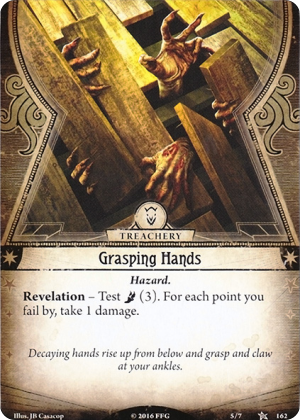 TREACHERY
Grasping Hands
Hazard.
Revelation – Test (3). For each point you
fail by, take 1 damage.
Decaying hands rise up from below and grasp and claw
at your ankles.
Illus. JB Casacop © 2016 FFG 5/7 162